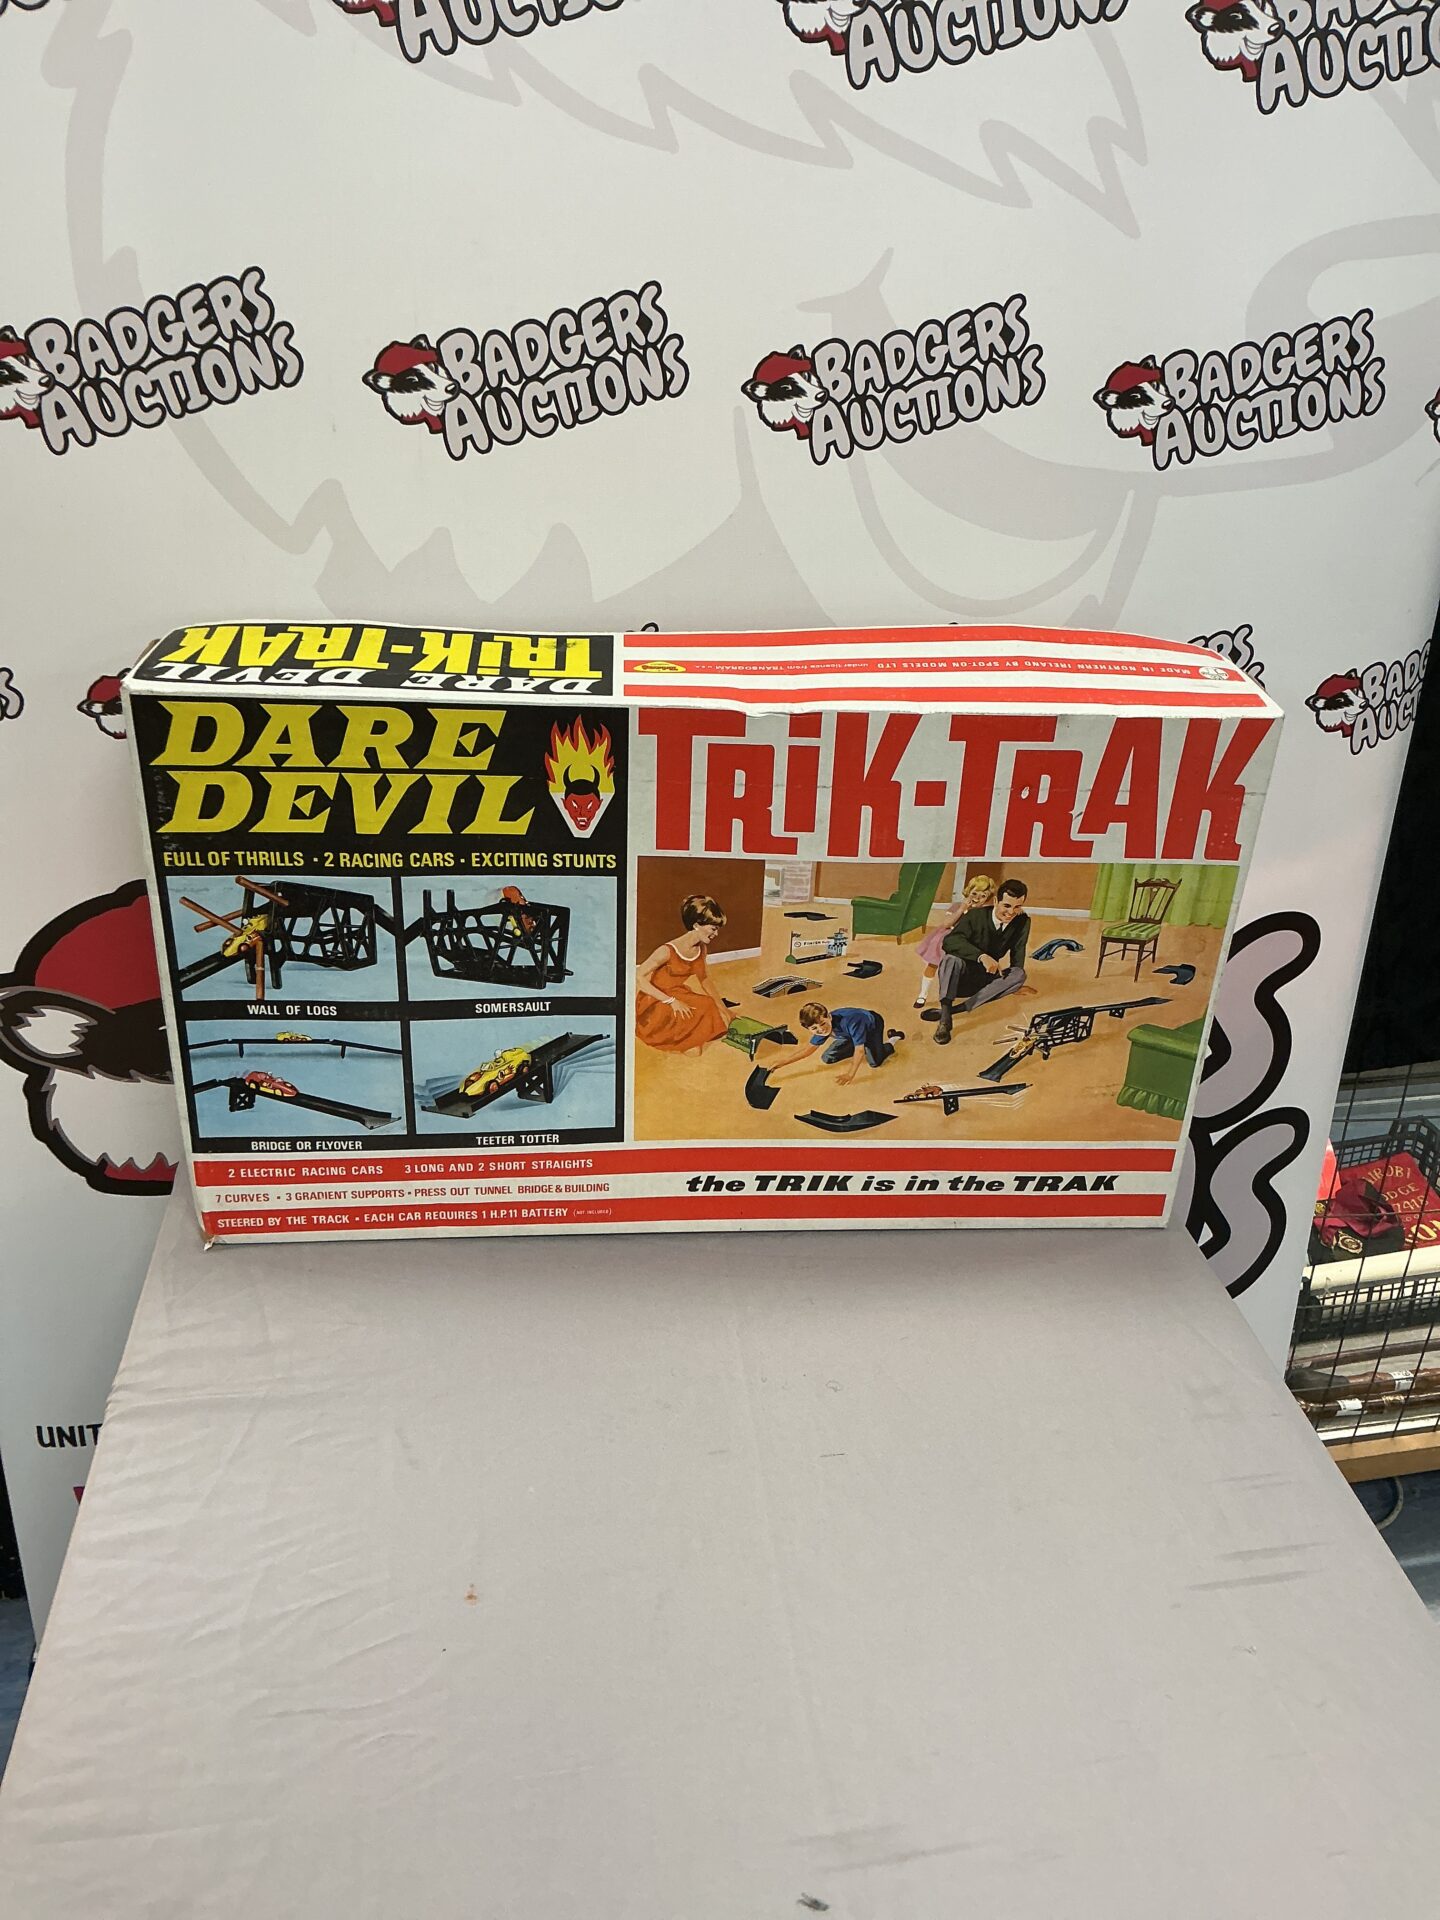 AUCTIONS
AUCTIONS
BADGERS
AUCTIONS
BADGERS
AUCTIONS
BADGERS
AUCTIONS
BADGERS
AUCTIONS
BADGERS
AUCTIONS
DARE DEVIL
TRiK-TRAK
MADE IN NORTHERN IRELAND BY SPOT-ON MODELS LTD
under licence from TRANSOGRAM U.S.A.
DARE
DEVIL
TRiK-TRAK
FULL OF THRILLS · 2 RACING CARS · EXCITING STUNTS
WALL OF LOGS
SOMERSAULT
BRIDGE OR FLYOVER
TEETER TOTTER
2 ELECTRIC RACING CARS 3 LONG AND 2 SHORT STRAIGHTS
7 CURVES · 3 GRADIENT SUPPORTS · PRESS OUT TUNNEL BRIDGE & BUILDING
STEERED BY THE TRACK · EACH CAR REQUIRES 1 H.P.11 BATTERY (NOT INCLUDED)
the TRIK is in the TRAK
UNIT